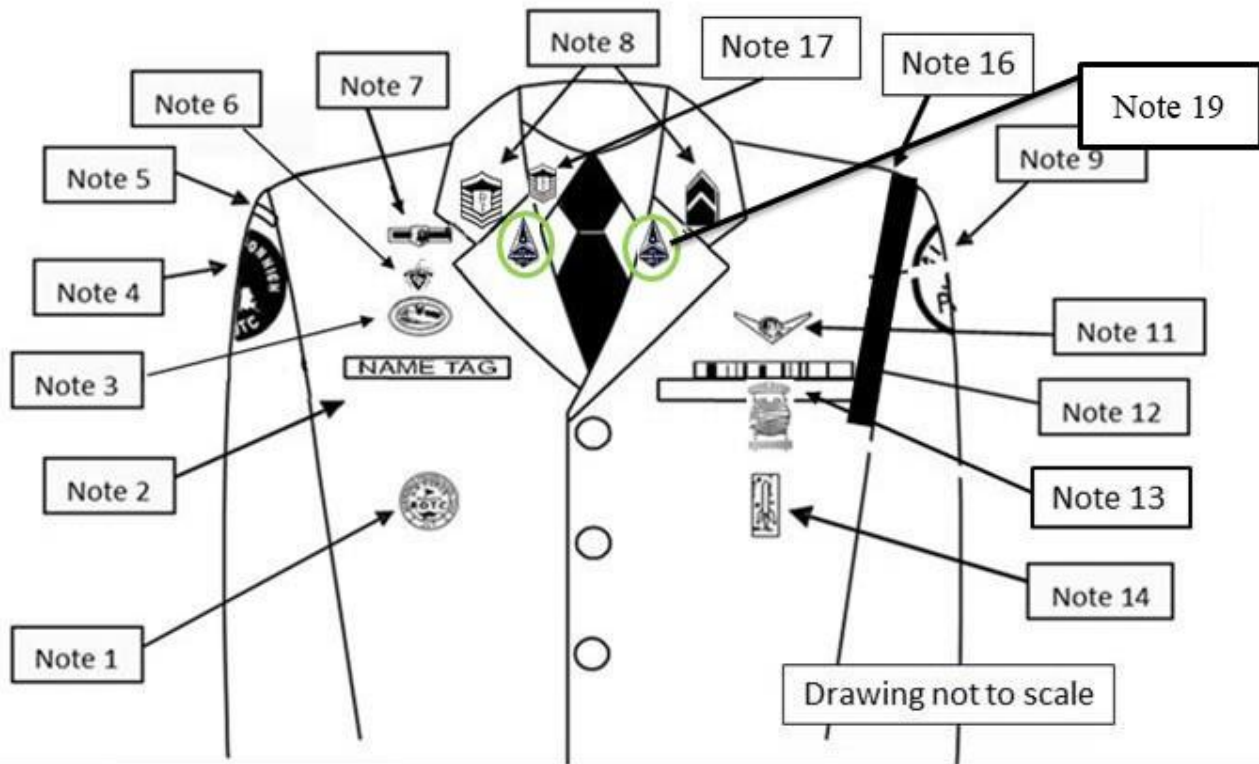 Note 8
Note 17
Note 16
Note 19
Note 7
Note 6
Note 5
Note 9
Note 4
Note 11
Note 3
NAME TAG
Note 12
Note 2
Note 13
ROTC
Note 14
Note 1
Drawing not to scale